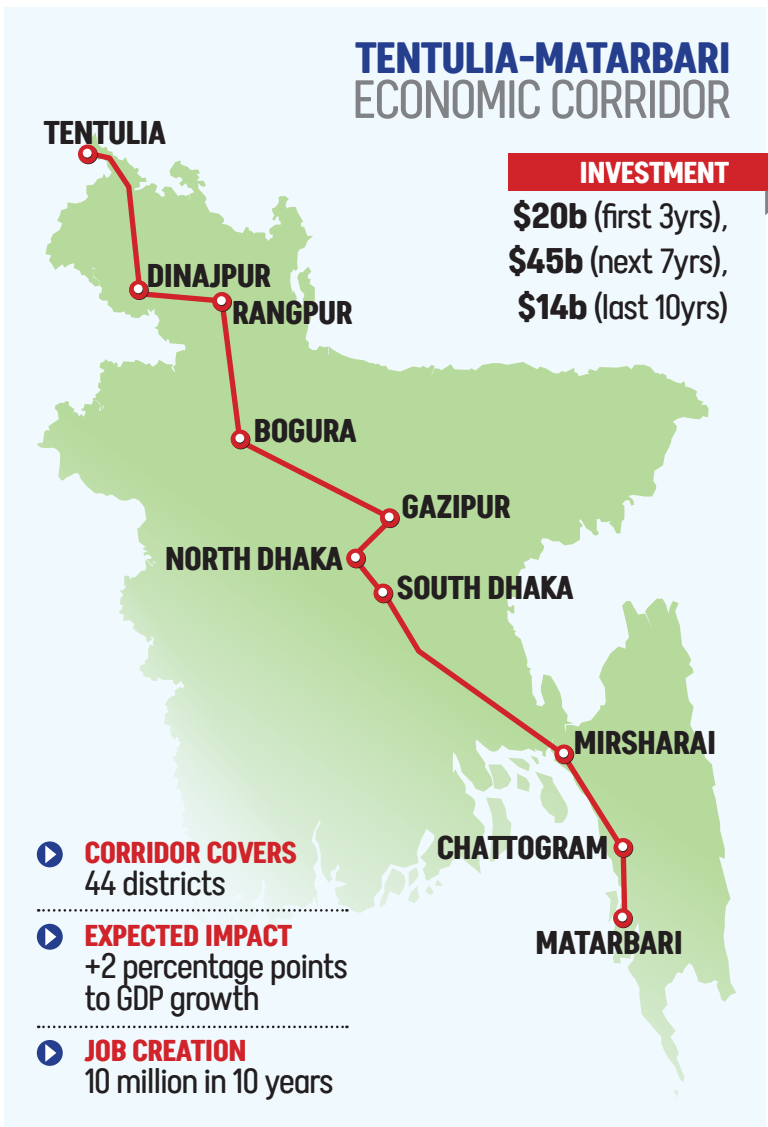 TENTULIA-MATARBARI
ECONOMIC CORRIDOR
TENTULIA
INVESTMENT
$20b (first 3yrs),
$45b (next 7yrs),
$14b (last 10yrs)
DINAJPUR
RANGPUR
BOGURA
GAZIPUR
NORTH DHAKA
SOUTH DHAKA
MIRSHARAI
CHATTOGRAM
MATARBARI
CORRIDOR COVERS
44 districts
EXPECTED IMPACT
+2 percentage points
to GDP growth
JOB CREATION
10 million in 10 years